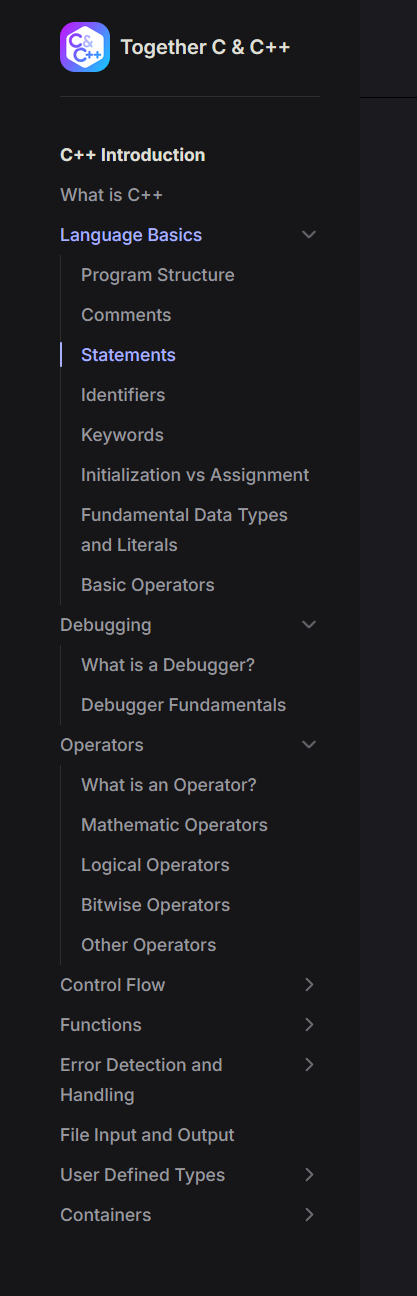 C&
C++
Together C & C++
C++ Introduction
What is C++
Language Basics
Program Structure
Comments
Statements
Identifiers
Keywords
Initialization vs Assignment
Fundamental Data Types
and Literals
Basic Operators
Debugging
What is a Debugger?
Debugger Fundamentals
Operators
What is an Operator?
Mathematic Operators
Logical Operators
Bitwise Operators
Other Operators
Control Flow
Functions
Error Detection and
Handling
File Input and Output
User Defined Types
Containers